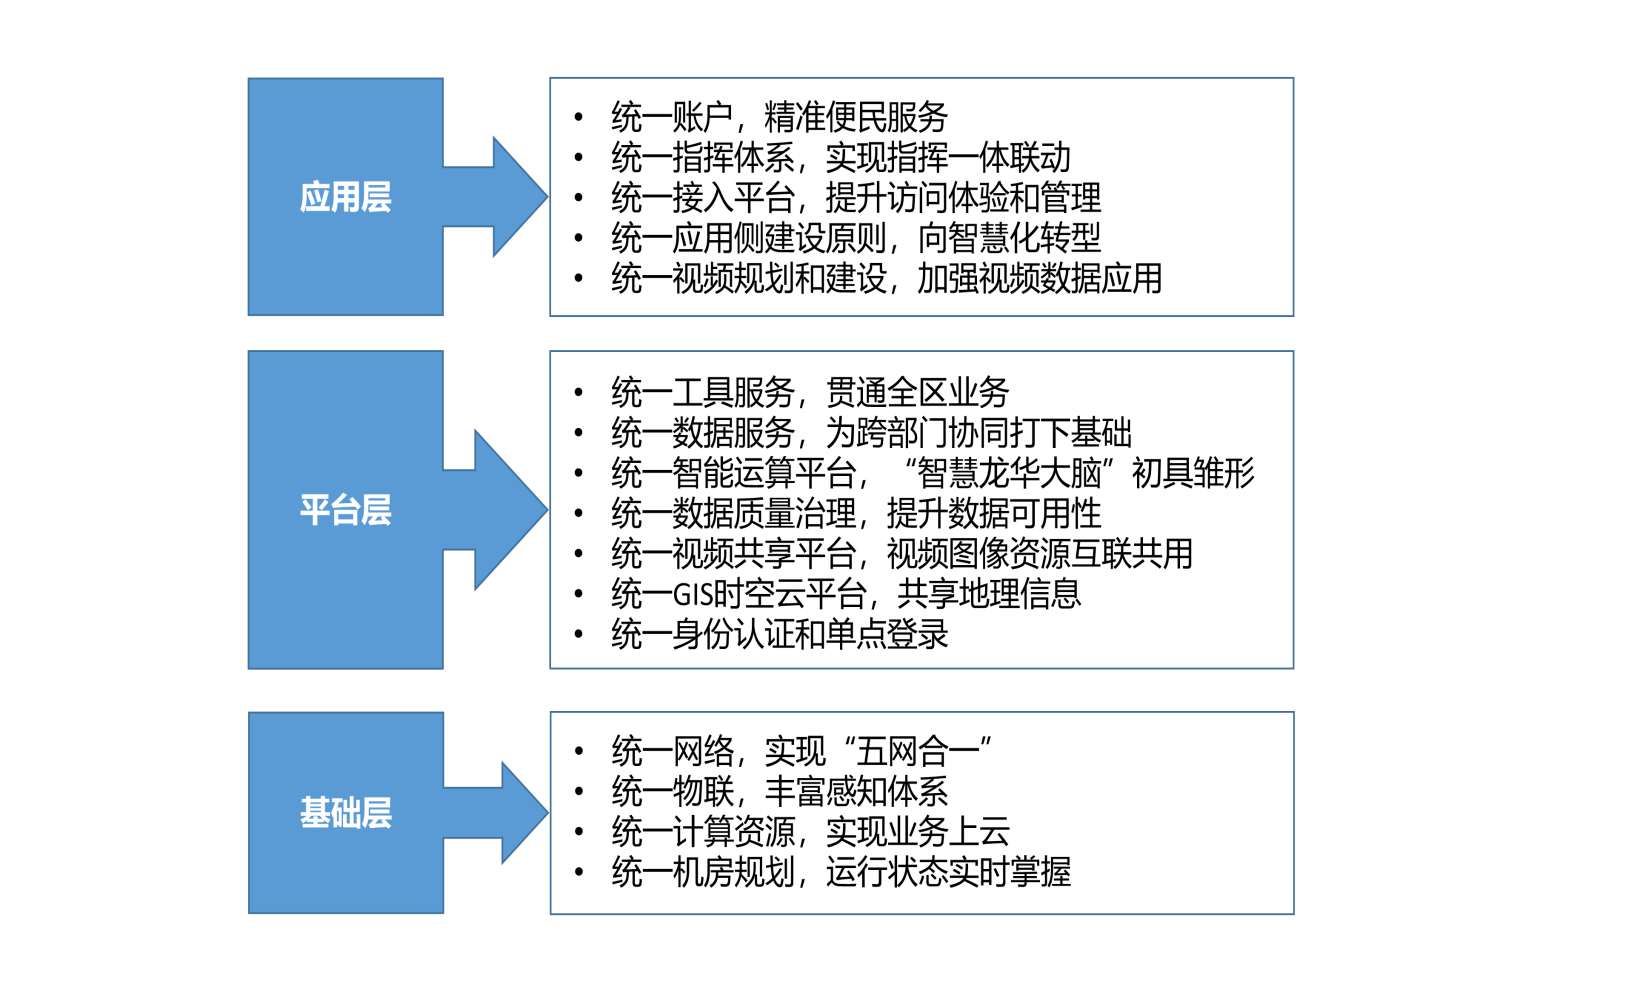 应用层
• 统一账户，精准便民服务
• 统一指挥体系，实现指挥一体联动
• 统一接入平台，提升访问体验和管理
• 统一应用侧建设原则，向智慧化转型
• 统一视频规划和建设，加强视频数据应用
平台层
• 统一工具服务，贯通全区业务
• 统一数据服务，为跨部门协同打下基础
• 统一智能运算平台，“智慧龙华大脑”初具雏形
• 统一数据质量治理，提升数据可用性
• 统一视频共享平台，视频图像资源互联共用
• 统一GIS时空云平台，共享地理信息
• 统一身份认证和单点登录
基础层
• 统一网络，实现“五网合一”
• 统一物联，丰富感知体系
• 统一计算资源，实现业务上云
• 统一机房规划，运行状态实时掌握